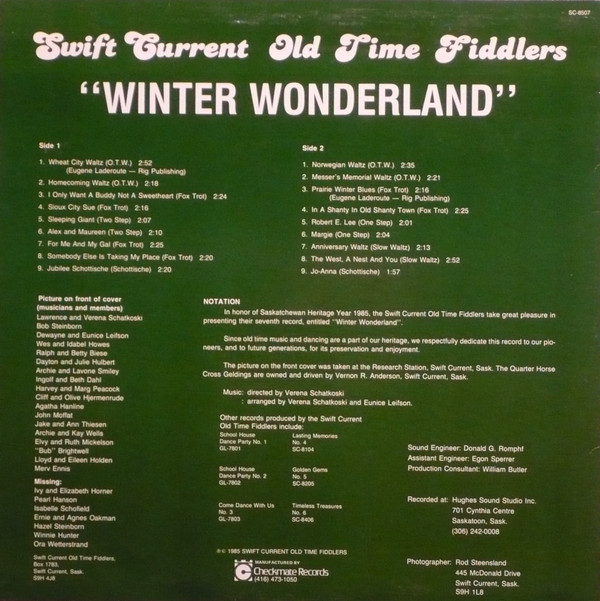 SC-8507
Swift Current Old Time Fiddlers
"WINTER WONDERLAND"
Side 1
1. Wheat City Waltz (O.T.W.) 2:52
(Eugene Laderoute — Rig Publishing)
2. Homecoming Waltz (O.T.W.) 2:18
3. I Only Want A Buddy Not A Sweetheart (Fox Trot) 2:24
4. Sioux City Sue (Fox Trot) 2:16
5. Sleeping Giant (Two Step) 2:07
6. Alex and Maureen (Two Step) 2:10
7. For Me And My Gal (Fox Trot) 2:25
8. Somebody Else Is Taking My Place (Fox Trot) 2:20
9. Jubilee Schottische (Schottische) 2:20
Side 2
1. Norwegian Waltz (O.T.W.) 2:35
2. Messer's Memorial Waltz (O.T.W.) 2:21
3. Prairie Winter Blues (Fox Trot) 2:16
(Eugene Laderoute — Rig Publishing)
4. In A Shanty In Old Shanty Town (Fox Trot) 2:25
5. Robert E. Lee (One Step) 2:01
6. Margie (One Step) 2:04
7. Anniversary Waltz (Slow Waltz) 2:13
8. The West, A Nest And You (Slow Waltz) 2:52
9. Jo-Anna (Schottische) 1:57
Picture on front of cover
(musicians and members)
Lawrence and Verena Schatkoski
Bob Steinborn
Dewayne and Eunice Leifson
Wes and Idabel Howes
Ralph and Betty Biese
Dayton and Julie Hulbert
Archie and Lavone Smiley
Ingolf and Beth Dahl
Harvey and Marg Peacock
Cliff and Olive Hjermenrude
Agatha Hanline
John Moffat
Jake and Ann Thiesen
Archie and Kay Wells
Elvy and Ruth Mickelson
"Bub" Brightwell
Lloyd and Eileen Holden
Merv Ennis
Missing:
Ivy and Elizabeth Horner
Pearl Hanson
Isabelle Schofield
Ernie and Agnes Oakman
Hazel Steinborn
Winnie Hunter
Ora Wetterstrand
Swift Current Old Time Fiddlers,
Box 1783,
Swift Current, Sask.
S9H 4J8
NOTATION
In honor of Saskatchewan Heritage Year 1985, the Swift Current Old Time Fiddlers take great pleasure in
presenting their seventh record, entitled "Winter Wonderland".
Since old time music and dancing are a part of our heritage, we respectfully dedicate this record to our pio-
neers, and to future generations, for its preservation and enjoyment.
The picture on the front cover was taken at the Research Station, Swift Current, Sask. The Quarter Horse
Cross Geldings are owned and driven by Vernon R. Anderson, Swift Current, Sask.
Music: directed by Verena Schatkoski
: arranged by Verena Schatkoski and Eunice Leifson.
Other records produced by the Swift Current
Old Time Fiddlers include:
School House
Dance Party No. 1
GL-7801
Lasting Memories
No. 4
SC-8104
School House
Dance Party No. 2
GL-7802
Golden Gems
No. 5
SC-8205
Come Dance With Us
No. 3
GL-7803
Timeless Treasures
No. 6
SC-8406
℗ © 1985 SWIFT CURRENT OLD TIME FIDDLERS
MANUFACTURED BY
Checkmate Records
(416) 473-1050
Sound Engineer: Donald G. Romphf
Assistant Engineer: Egon Sperrer
Production Consultant: William Butler
Recorded at: Hughes Sound Studio Inc.
701 Cynthia Centre
Saskatoon, Sask.
(306) 242-0008
Photographer: Rod Steensland
445 McDonald Drive
Swift Current, Sask.
S9H 1L8